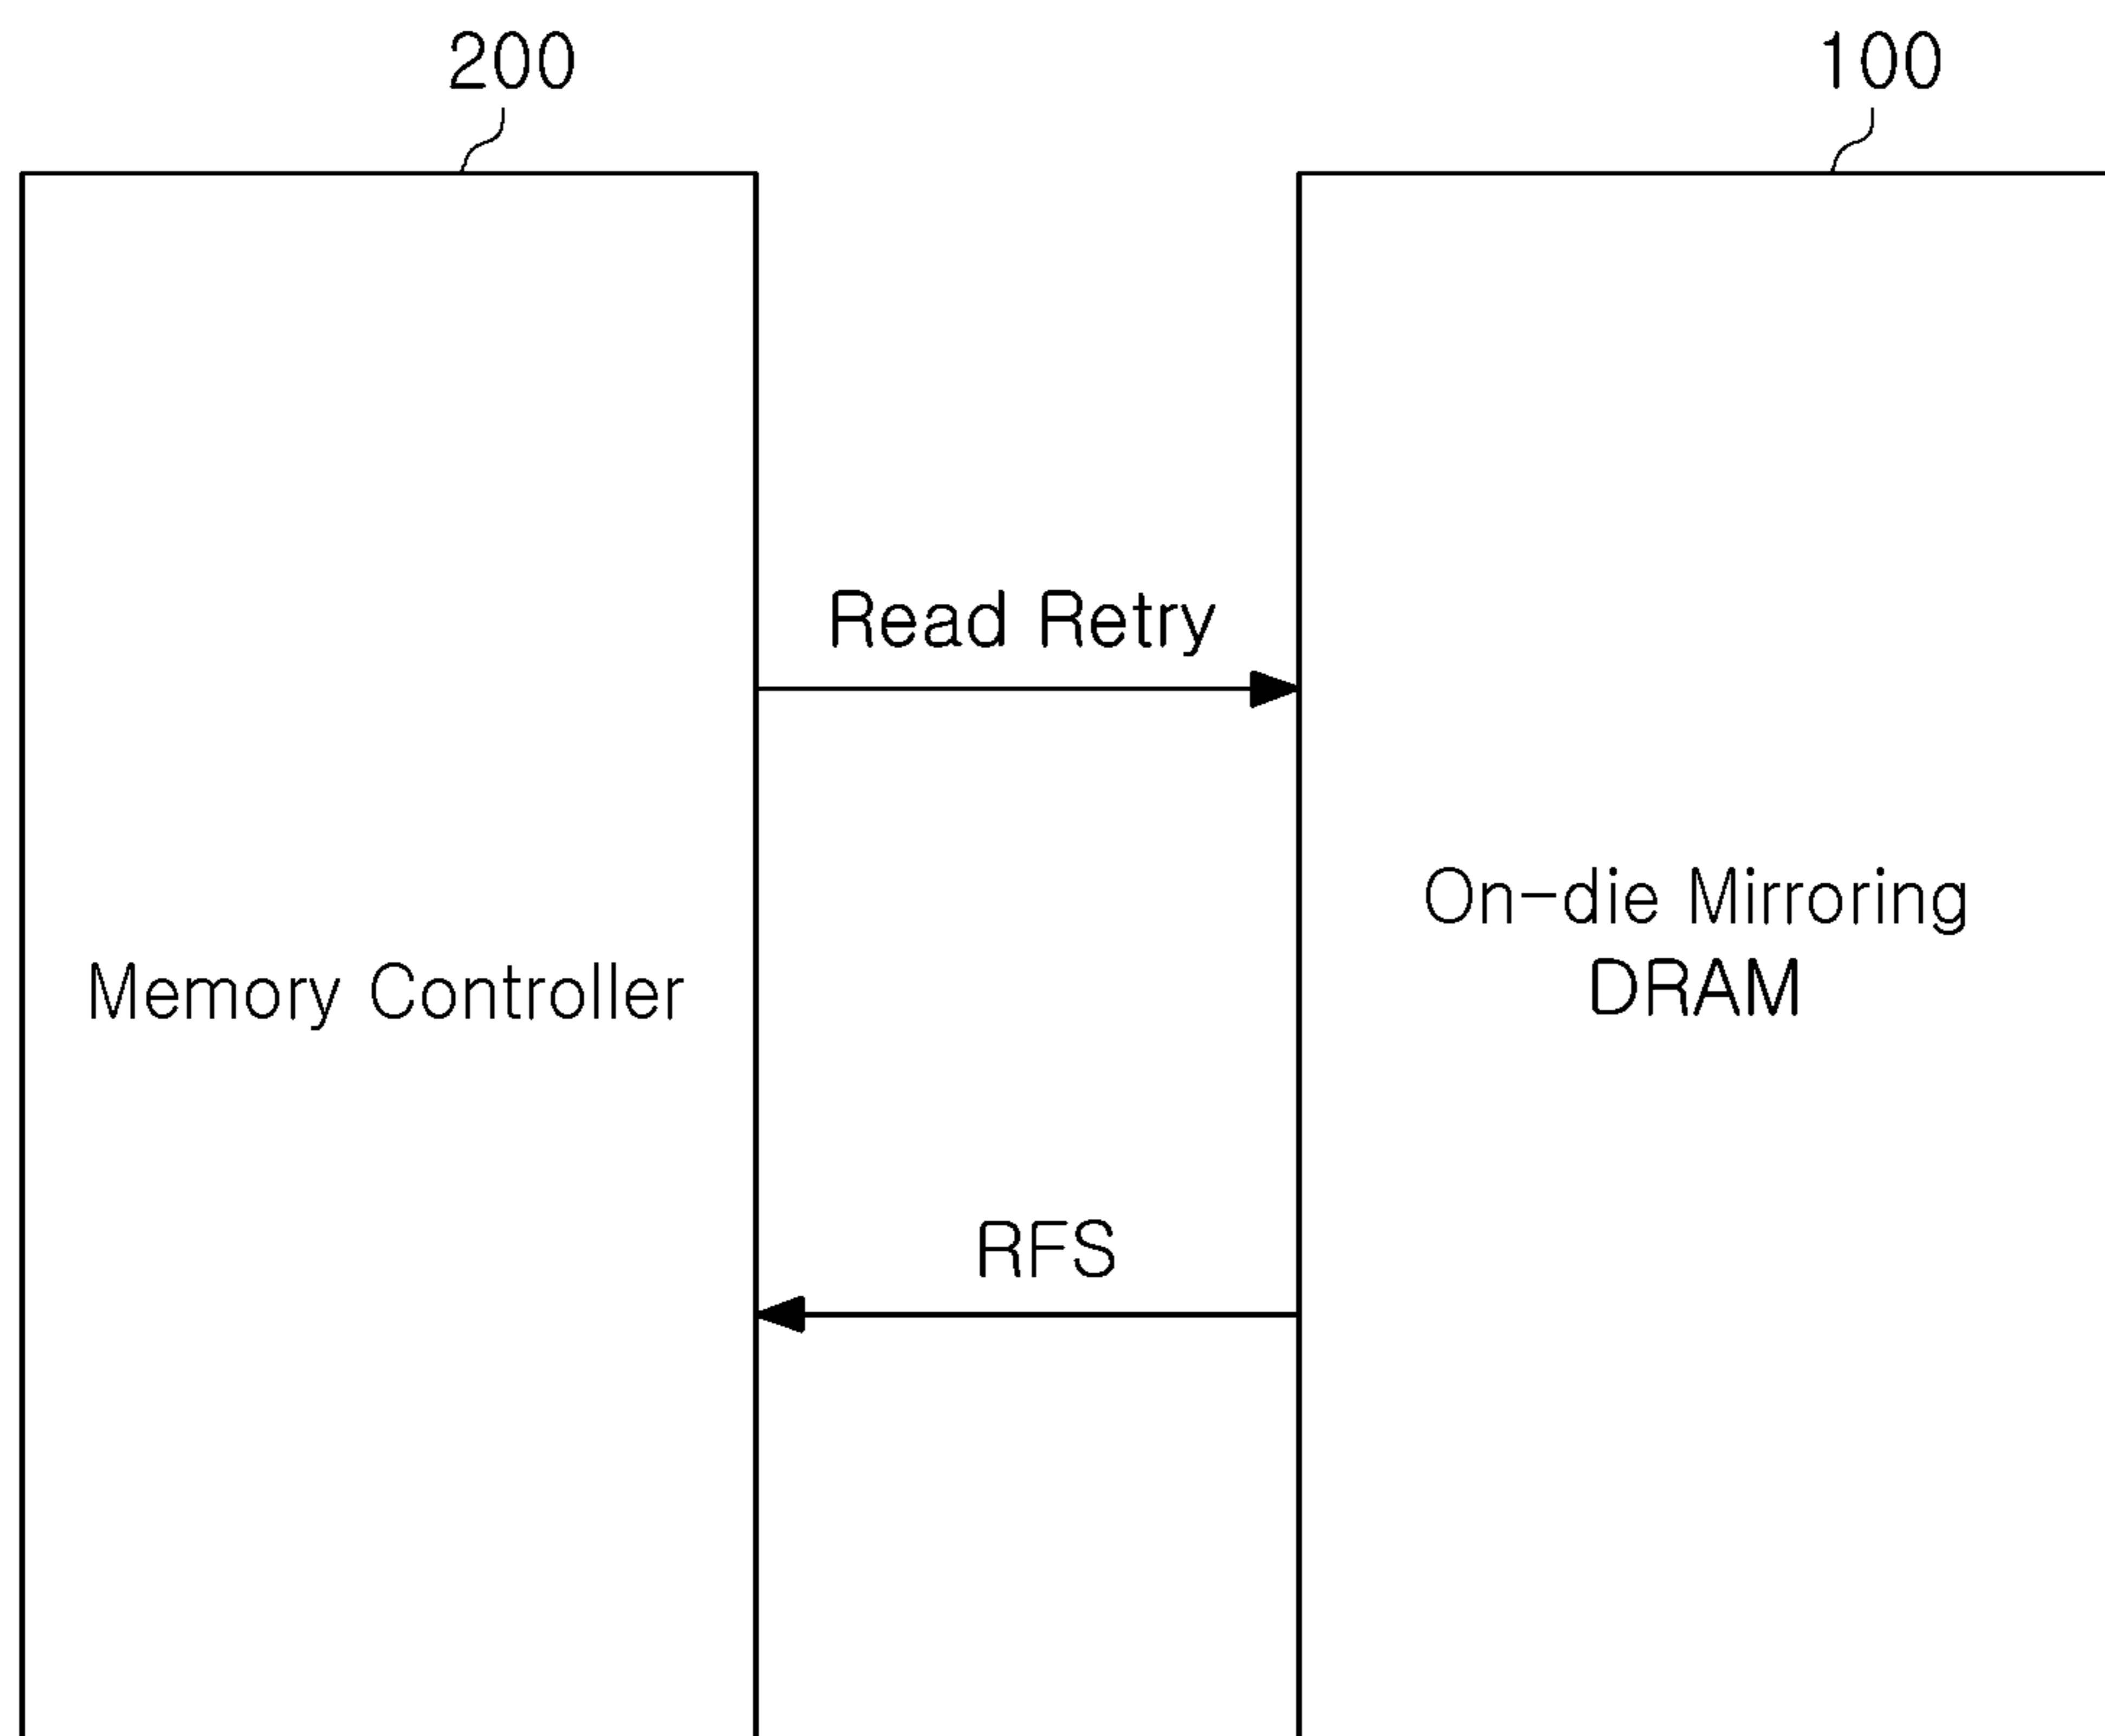 200
100
Read Retry
On-die Mirroring
DRAM
Memory Controller
RFS